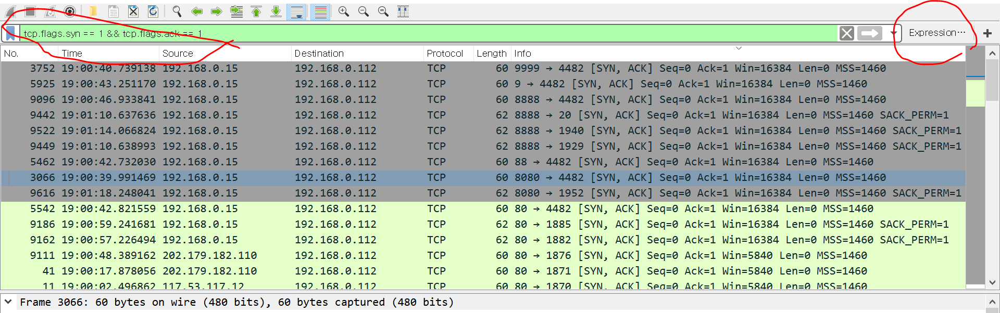 tcp.flags.syn == 1 && tcp.flags.ack == 1 Expression…
No. Time Source Destination Protocol Length Info
3752 19:00:40.739138 192.168.0.15 192.168.0.112 TCP 60 9999 → 4482 [SYN, ACK] Seq=0 Ack=1 Win=16384 Len=0 MSS=1460
5925 19:00:43.251170 192.168.0.15 192.168.0.112 TCP 60 9 → 4482 [SYN, ACK] Seq=0 Ack=1 Win=16384 Len=0 MSS=1460
9096 19:00:46.933841 192.168.0.15 192.168.0.112 TCP 60 8888 → 4482 [SYN, ACK] Seq=0 Ack=1 Win=16384 Len=0 MSS=1460
9442 19:01:10.637636 192.168.0.15 192.168.0.112 TCP 62 8888 → 20 [SYN, ACK] Seq=0 Ack=1 Win=16384 Len=0 MSS=1460 SACK_PERM=1
9522 19:01:14.066824 192.168.0.15 192.168.0.112 TCP 62 8888 → 1940 [SYN, ACK] Seq=0 Ack=1 Win=16384 Len=0 MSS=1460 SACK_PERM=1
9449 19:01:10.638993 192.168.0.15 192.168.0.112 TCP 62 8888 → 1929 [SYN, ACK] Seq=0 Ack=1 Win=16384 Len=0 MSS=1460 SACK_PERM=1
5462 19:00:42.732030 192.168.0.15 192.168.0.112 TCP 60 88 → 4482 [SYN, ACK] Seq=0 Ack=1 Win=16384 Len=0 MSS=1460
3066 19:00:39.991469 192.168.0.15 192.168.0.112 TCP 60 8080 → 4482 [SYN, ACK] Seq=0 Ack=1 Win=16384 Len=0 MSS=1460
9616 19:01:18.248041 192.168.0.15 192.168.0.112 TCP 62 8080 → 1952 [SYN, ACK] Seq=0 Ack=1 Win=16384 Len=0 MSS=1460 SACK_PERM=1
5542 19:00:42.821559 192.168.0.15 192.168.0.112 TCP 60 80 → 4482 [SYN, ACK] Seq=0 Ack=1 Win=16384 Len=0 MSS=1460
9186 19:00:59.241681 192.168.0.15 192.168.0.112 TCP 62 80 → 1885 [SYN, ACK] Seq=0 Ack=1 Win=16384 Len=0 MSS=1460 SACK_PERM=1
9162 19:00:57.226494 192.168.0.15 192.168.0.112 TCP 62 80 → 1882 [SYN, ACK] Seq=0 Ack=1 Win=16384 Len=0 MSS=1460 SACK_PERM=1
9111 19:00:48.389162 202.179.182.110 192.168.0.112 TCP 60 80 → 1876 [SYN, ACK] Seq=0 Ack=1 Win=5840 Len=0 MSS=1460
41 19:00:17.878056 202.179.182.110 192.168.0.112 TCP 60 80 → 1871 [SYN, ACK] Seq=0 Ack=1 Win=5840 Len=0 MSS=1460
11 19:00:02.496862 117.53.117.12 192.168.0.112 TCP 60 80 → 1870 [SYN, ACK] Seq=0 Ack=1 Win=5840 Len=0 MSS=1460
Frame 3066: 60 bytes on wire (480 bits), 60 bytes captured (480 bits)